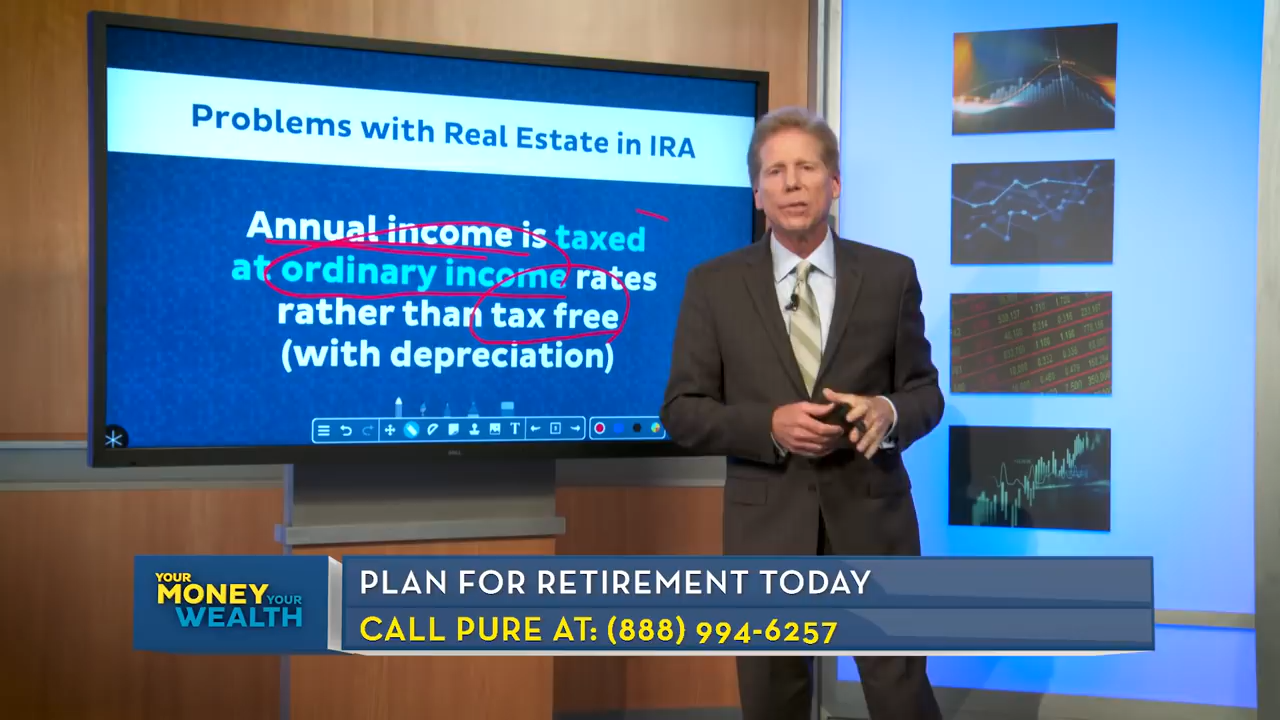 Problems with Real Estate in IRA
Annual income is taxed
at ordinary income rates
rather than tax free
(with depreciation)
T
DELL
YOUR
MONEY YOUR
WEALTH
PLAN FOR RETIREMENT TODAY
CALL PURE AT: (888) 994-6257